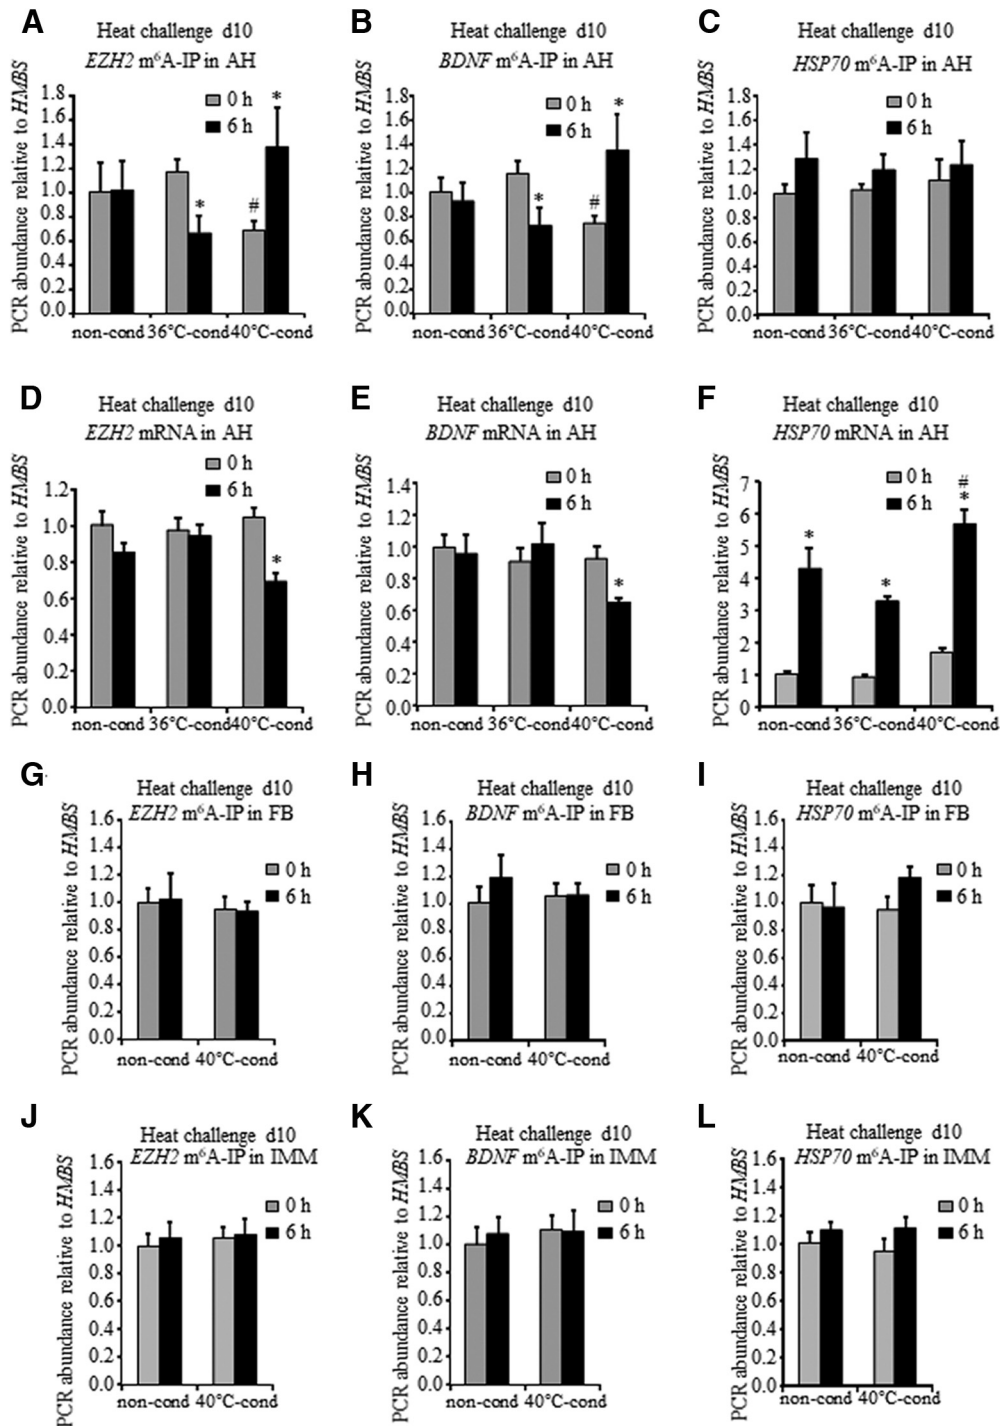 A
Heat challenge d10
EZH2 m⁶A-IP in AH
PCR abundance relative to HMBS
0 h
6 h
1.8
1.6
1.4
1.2
1.0
0.8
0.6
0.4
0.2
0.0
*
#
*
non-cond 36°C-cond 40°C-cond
B
Heat challenge d10
BDNF m⁶A-IP in AH
PCR abundance relative to HMBS
0 h
6 h
1.8
1.6
1.4
1.2
1.0
0.8
0.6
0.4
0.2
0.0
*
#
*
non-cond 36°C-cond 40°C-cond
C
Heat challenge d10
HSP70 m⁶A-IP in AH
PCR abundance relative to HMBS
0 h
6 h
1.8
1.6
1.4
1.2
1.0
0.8
0.6
0.4
0.2
0.
non-cond 36°C-cond 40°C-cond
D
Heat challenge d10
EZH2 mRNA in AH
PCR abundance relative to HMBS
0 h
6 h
1.2
1.0
0.8
0.6
0.4
0.2
0.0
*
non-cond 36°C-cond 40°C-cond
E
Heat challenge d10
BDNF mRNA in AH
PCR abundance relative to HMBS
0 h
6 h
1.4
1.2
1.0
0.8
0.6
0.4
0.2
0.0
*
non-cond 36°C-cond 40°C-cond
F
Heat challenge d10
HSP70 mRNA in AH
PCR abundance relative to HMBS
0 h
6 h
7
6
5
4
3
2
1
0
*
*
#
*
non-cond 36°C-cond 40°C-cond
G
Heat challenge d10
EZH2 m⁶A-IP in FB
PCR abundance relative to HMBS
0 h
6 h
1.6
1.4
1.2
1.0
0.8
0.6
0.4
0.2
0.0
non-cond 40°C-cond
H
Heat challenge d10
BDNF m⁶A-IP in FB
PCR abundance relative to HMBS
0 h
6 h
1.6
1.4
1.2
1.0
0.8
0.6
0.4
0.2
0.0
non-cond 40°C-cond
I
Heat challenge d10
HSP70 m⁶A-IP in FB
PCR abundance relative to HMBS
0 h
6 h
1.6
1.4
1.2
1.0
0.8
0.6
0.4
0.2
0.0
non-cond 40°C-cond
J
Heat challenge d10
EZH2 m⁶A-IP in IMM
PCR abundance relative to HMBS
0 h
6 h
1.6
1.4
1.2
1.0
0.8
0.6
0.4
0.2
0.0
non-cond 40°C-cond
K
Heat challenge d10
BDNF m⁶A-IP in IMM
PCR abundance relative to HMBS
0 h
6 h
1.6
1.4
1.2
1.0
0.8
0.6
0.4
0.2
0.0
non-cond 40°C-cond
L
Heat challenge d10
HSP70 m⁶A-IP in IMM
PCR abundance relative to HMBS
0 h
6 h
1.6
1.4
1.2
1.0
0.8
0.6
0.4
0.2
0.0
non-cond 40°C-cond